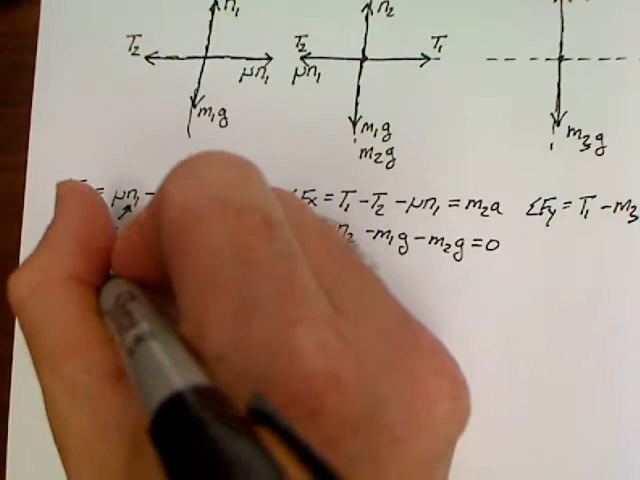 n₁ n₂
T₂ μn₁ T₂ μn₁ T₁
m₁g m₁g m₂g m₃g
= μn₁ - Fx = T₁ - T₂ - μn₁ = m₂a ΣFy = T₁ - m₃
n₂ - m₁g - m₂g = 0